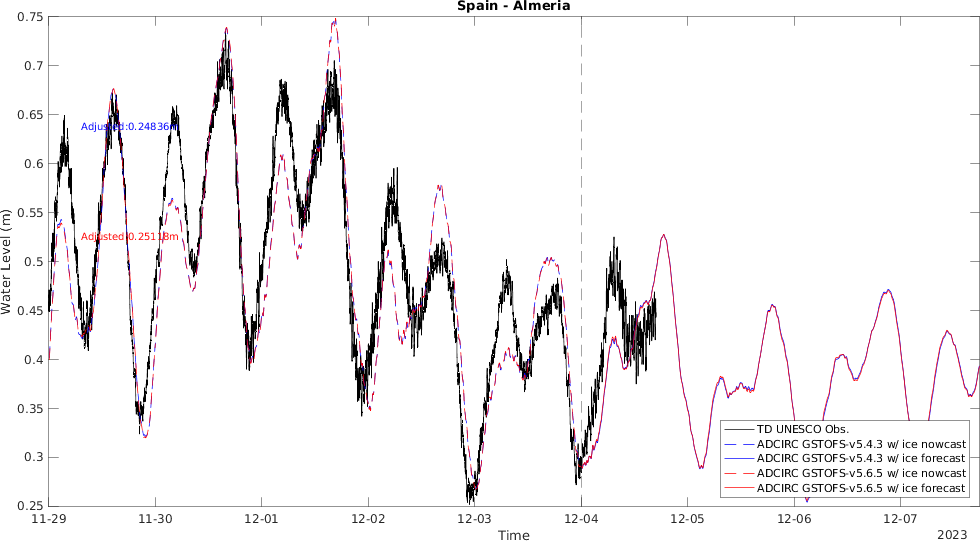 Spain - Almeria
0.75
0.7
0.65
0.6
0.55
0.5
0.45
0.4
0.35
0.3
0.25
Water Level (m)
Adjusted:0.24836m
Adjusted:0.25118m
TD UNESCO Obs.
ADCIRC GSTOFS-v5.4.3 w/ ice nowcast
ADCIRC GSTOFS-v5.4.3 w/ ice forecast
ADCIRC GSTOFS-v5.6.5 w/ ice nowcast
ADCIRC GSTOFS-v5.6.5 w/ ice forecast
11-29 11-30 12-01 12-02 12-03 12-04 12-05 12-06 12-07
Time
2023